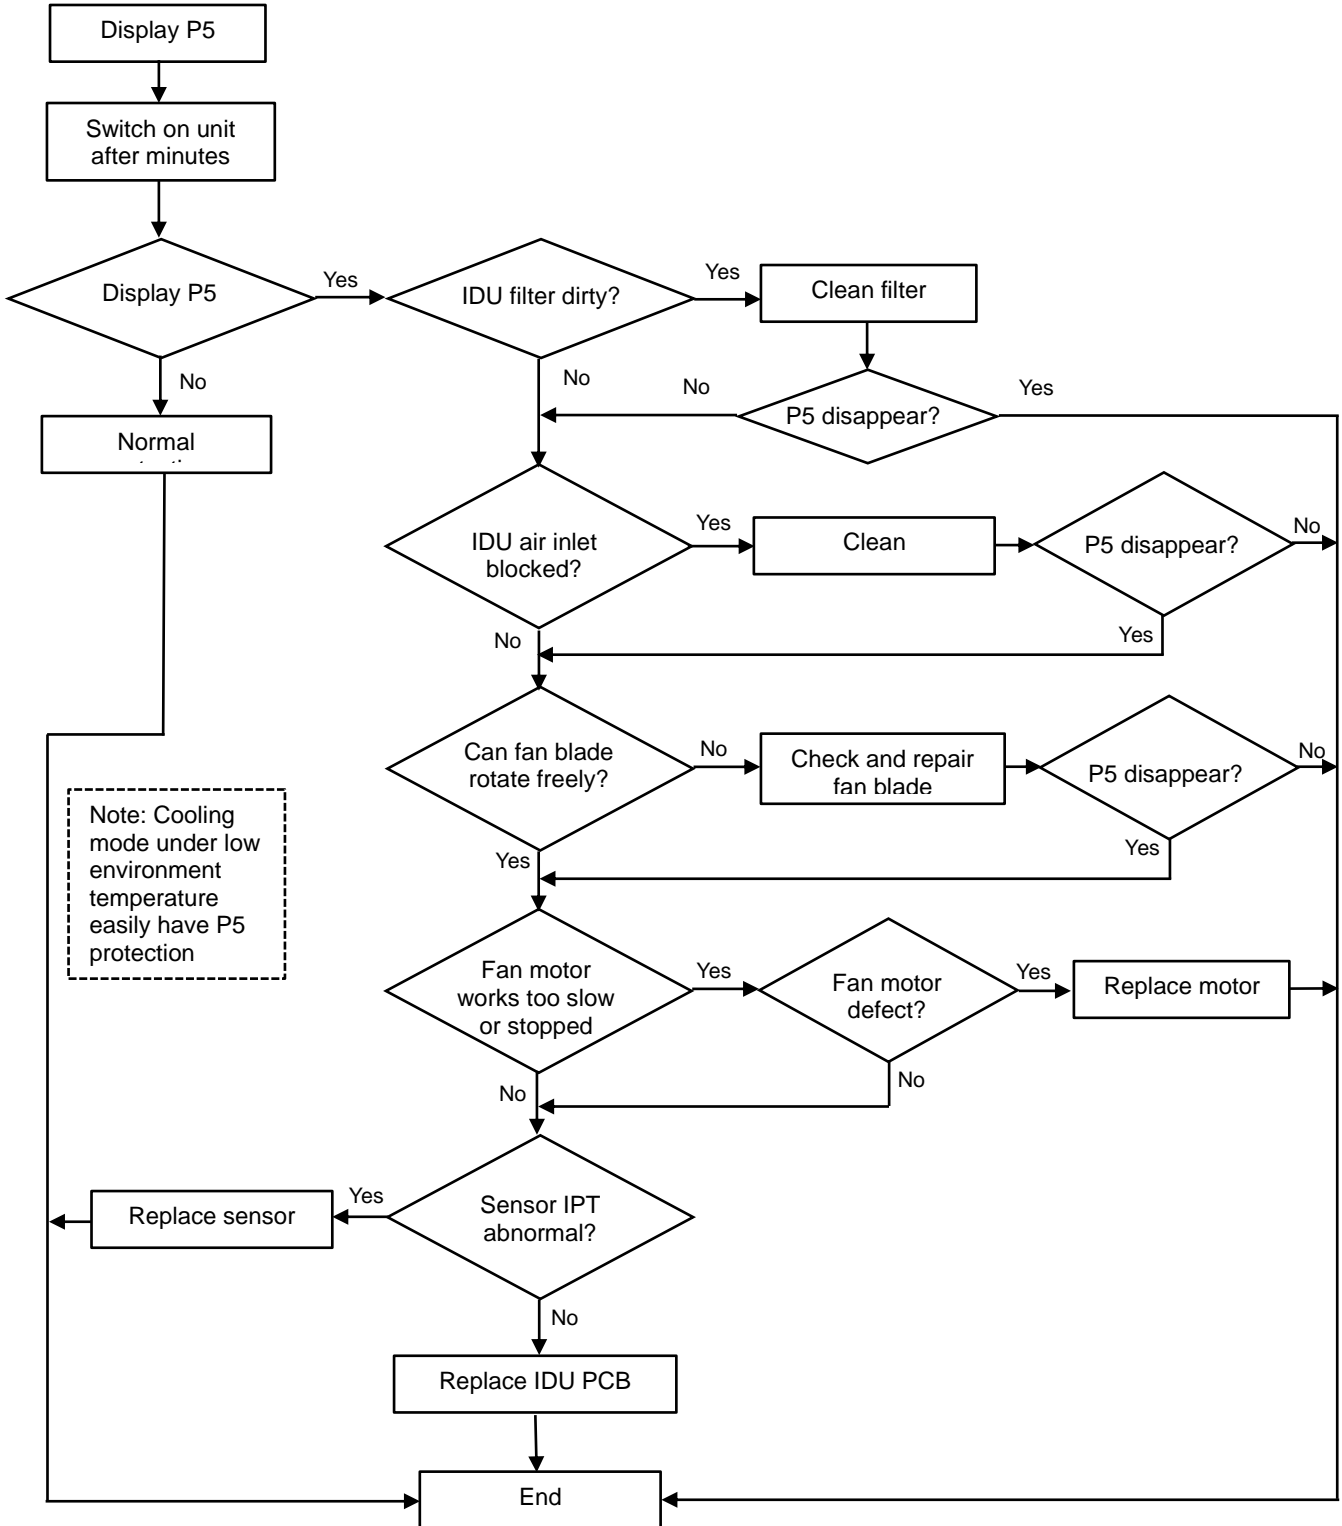 Display P5
Switch on unit
after minutes
Display P5
Yes
IDU filter dirty?
Yes
Clean filter
No
No
No
P5 disappear?
Yes
Normal
IDU air inlet
blocked?
Yes
Clean
P5 disappear?
No
No
Yes
Can fan blade
rotate freely?
No
Check and repair
fan blade
P5 disappear?
No
Yes
Yes
Note: Cooling
mode under low
environment
temperature
easily have P5
protection
Fan motor
works too slow
or stopped
Yes
Fan motor
defect?
Yes
Replace motor
No
No
Sensor IPT
abnormal?
Yes
Replace sensor
No
Replace IDU PCB
End